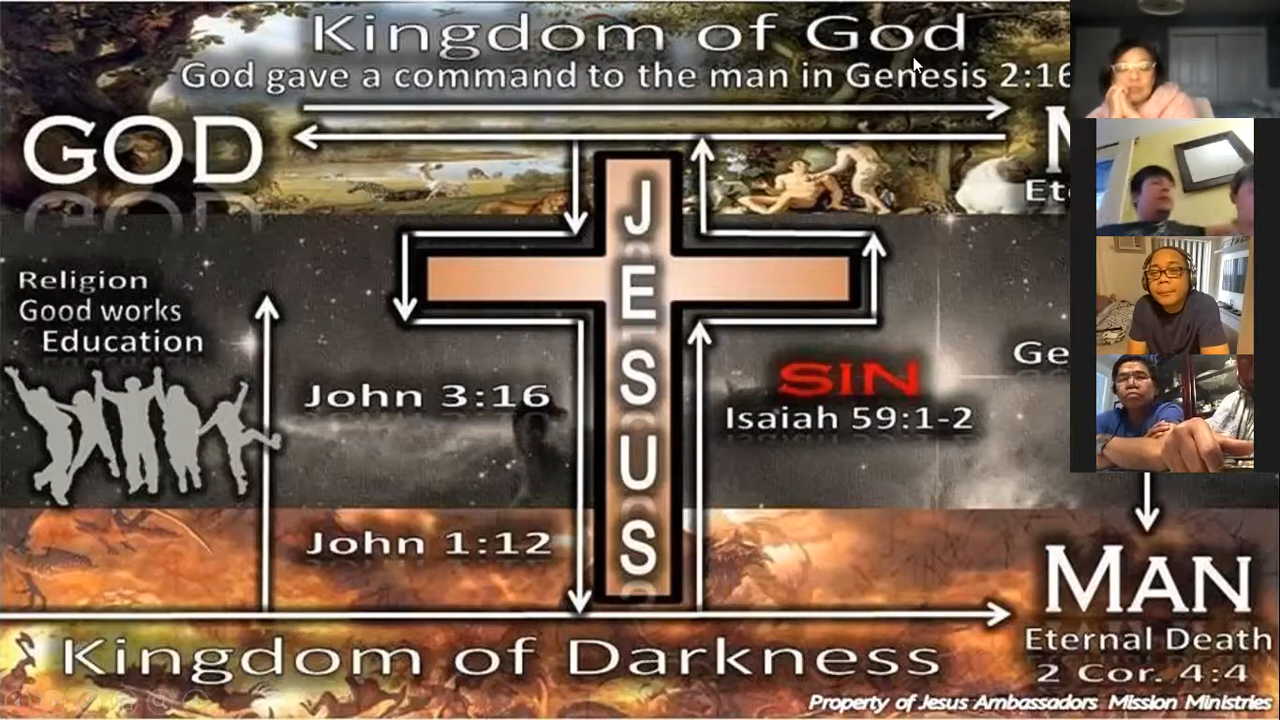 Kingdom of God
God gave a command to the man in Genesis 2:16
GOD
Religion
Good works
Education
JESUS
John 3:16
SIN
Isaiah 59:1-2
John 1:12
MAN
Eternal Death
2 Cor. 4:4
Kingdom of Darkness
Property of Jesus Ambassadors Mission Ministries